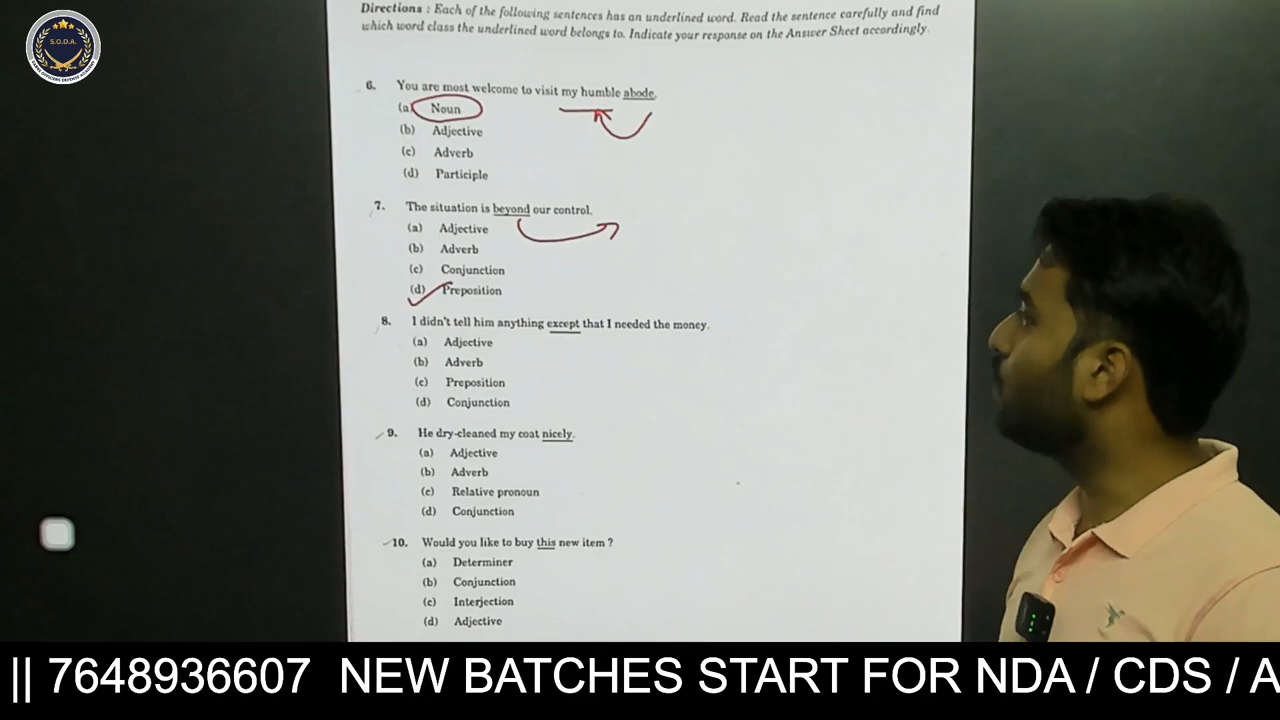 S.O.D.A.
Directions : Each of the following sentences has an underlined word. Read the sentence carefully and find
which word class the underlined word belongs to. Indicate your response on the Answer Sheet accordingly.
6. You are most welcome to visit my humble abode.
(a) Noun
(b) Adjective
(c) Adverb
(d) Participle
7. The situation is beyond our control.
(a) Adjective
(b) Adverb
(c) Conjunction
(d) Preposition
8. I didn't tell him anything except that I needed the money.
(a) Adjective
(b) Adverb
(c) Preposition
(d) Conjunction
9. He dry-cleaned my coat nicely.
(a) Adjective
(b) Adverb
(c) Relative pronoun
(d) Conjunction
10. Would you like to buy this new item ?
(a) Determiner
(b) Conjunction
(c) Interjection
(d) Adjective
|| 7648936607 NEW BATCHES START FOR NDA / CDS / A